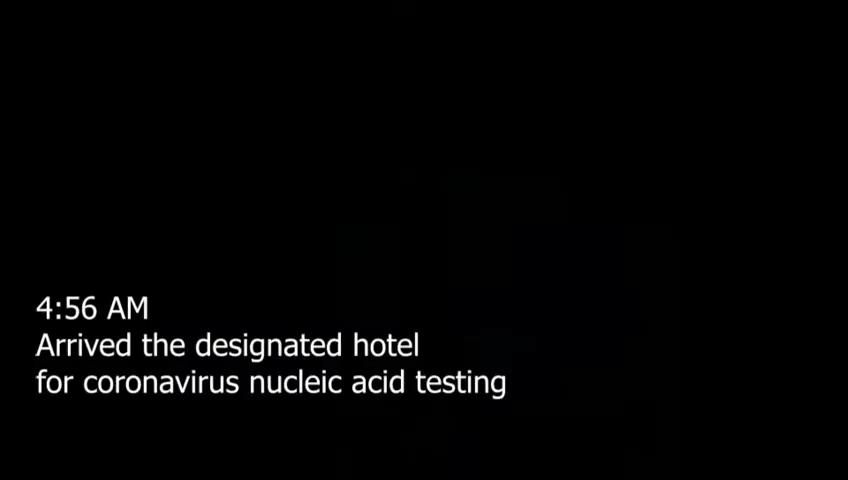 4:56 AM
Arrived the designated hotel
for coronavirus nucleic acid testing